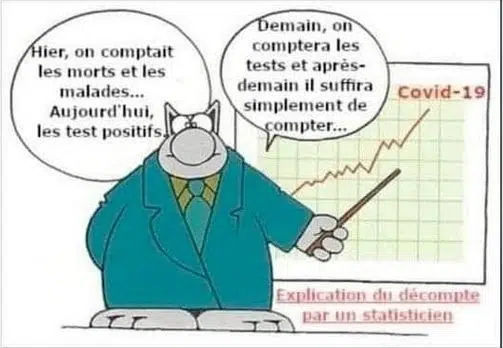 Hier, on comptait
les morts et les
malades...
Aujourd'hui,
les test positifs.
Demain, on
comptera les
tests et après-
demain il suffira
simplement de
compter...
Covid-19
Explication du décompte
par un statisticien